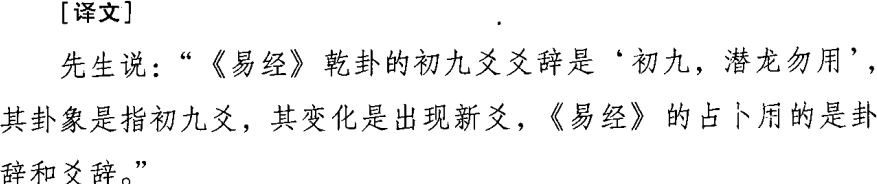 [译文]
先生说：“《易经》乾卦的初九爻爻辞是‘初九，潜龙勿用’，
其卦象是指初九爻，其变化是出现新爻，《易经》的占卜用的是卦
辞和爻辞。”